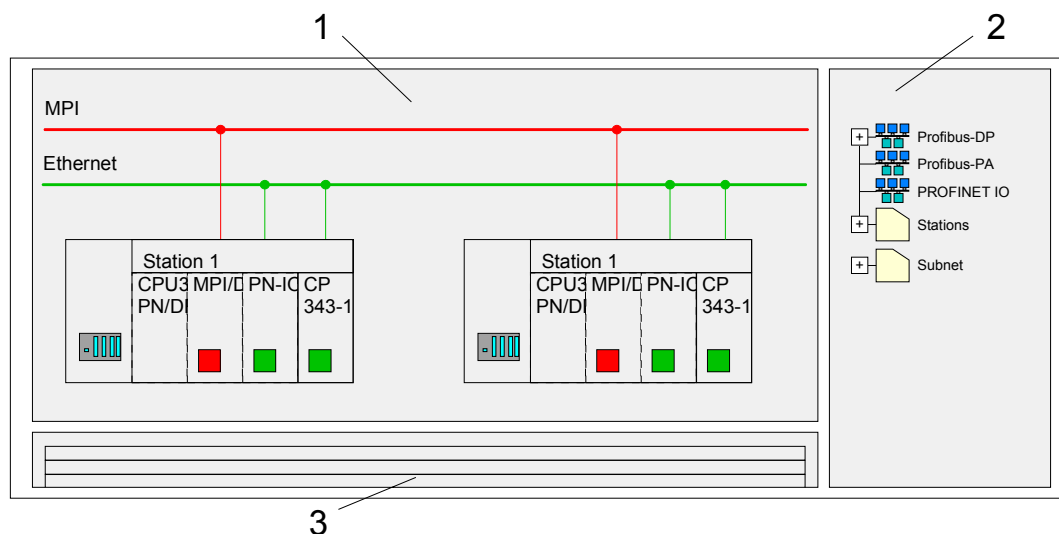 1
2
MPI
Ethernet
Profibus-DP
Profibus-PA
PROFINET IO
Stations
Subnet
Station 1
CPU3 MPI/D PN-IO CP
PN/DI 343-1
Station 1
CPU3 MPI/D PN-IO CP
PN/DI 343-1
3